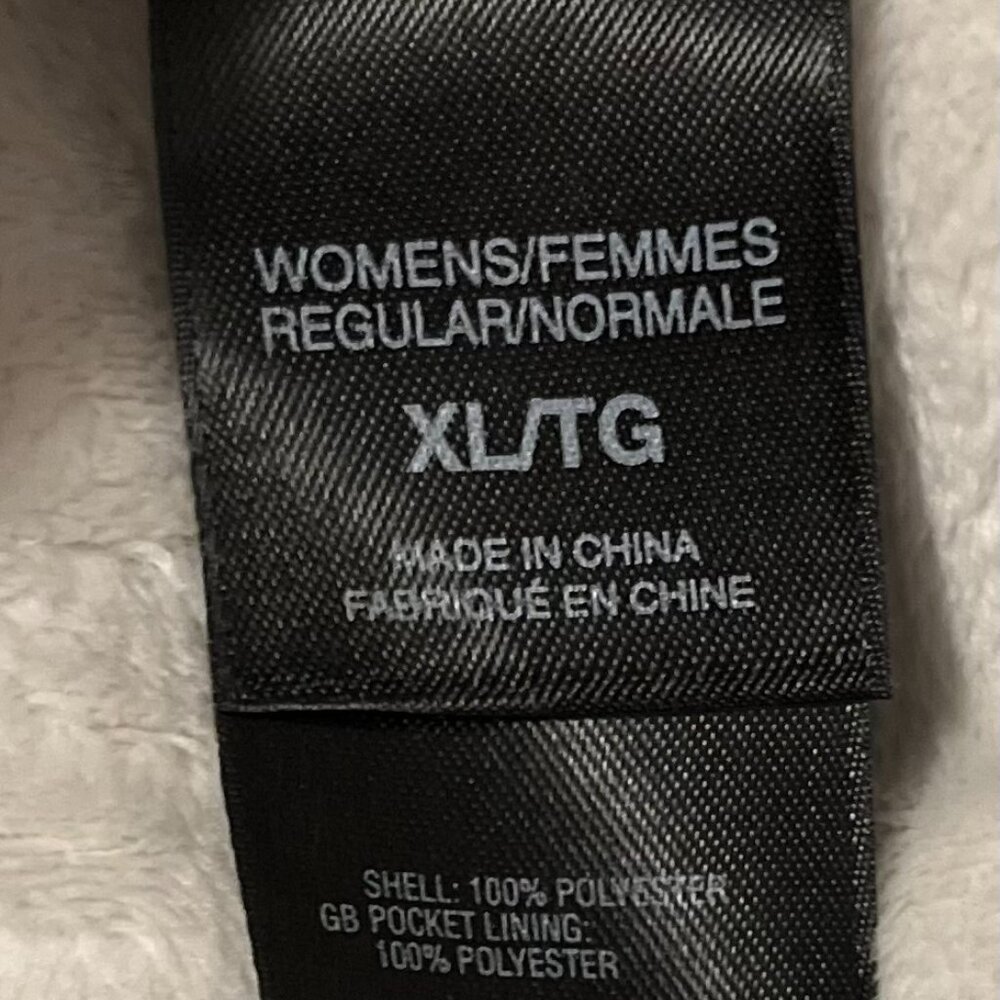 WOMENS/FEMMES
REGULAR/NORMALE
XL/TG
MADE IN CHINA
FABRIQUÉ EN CHINE
SHELL: 100% POLYESTER
GB POCKET LINING:
100% POLYESTER